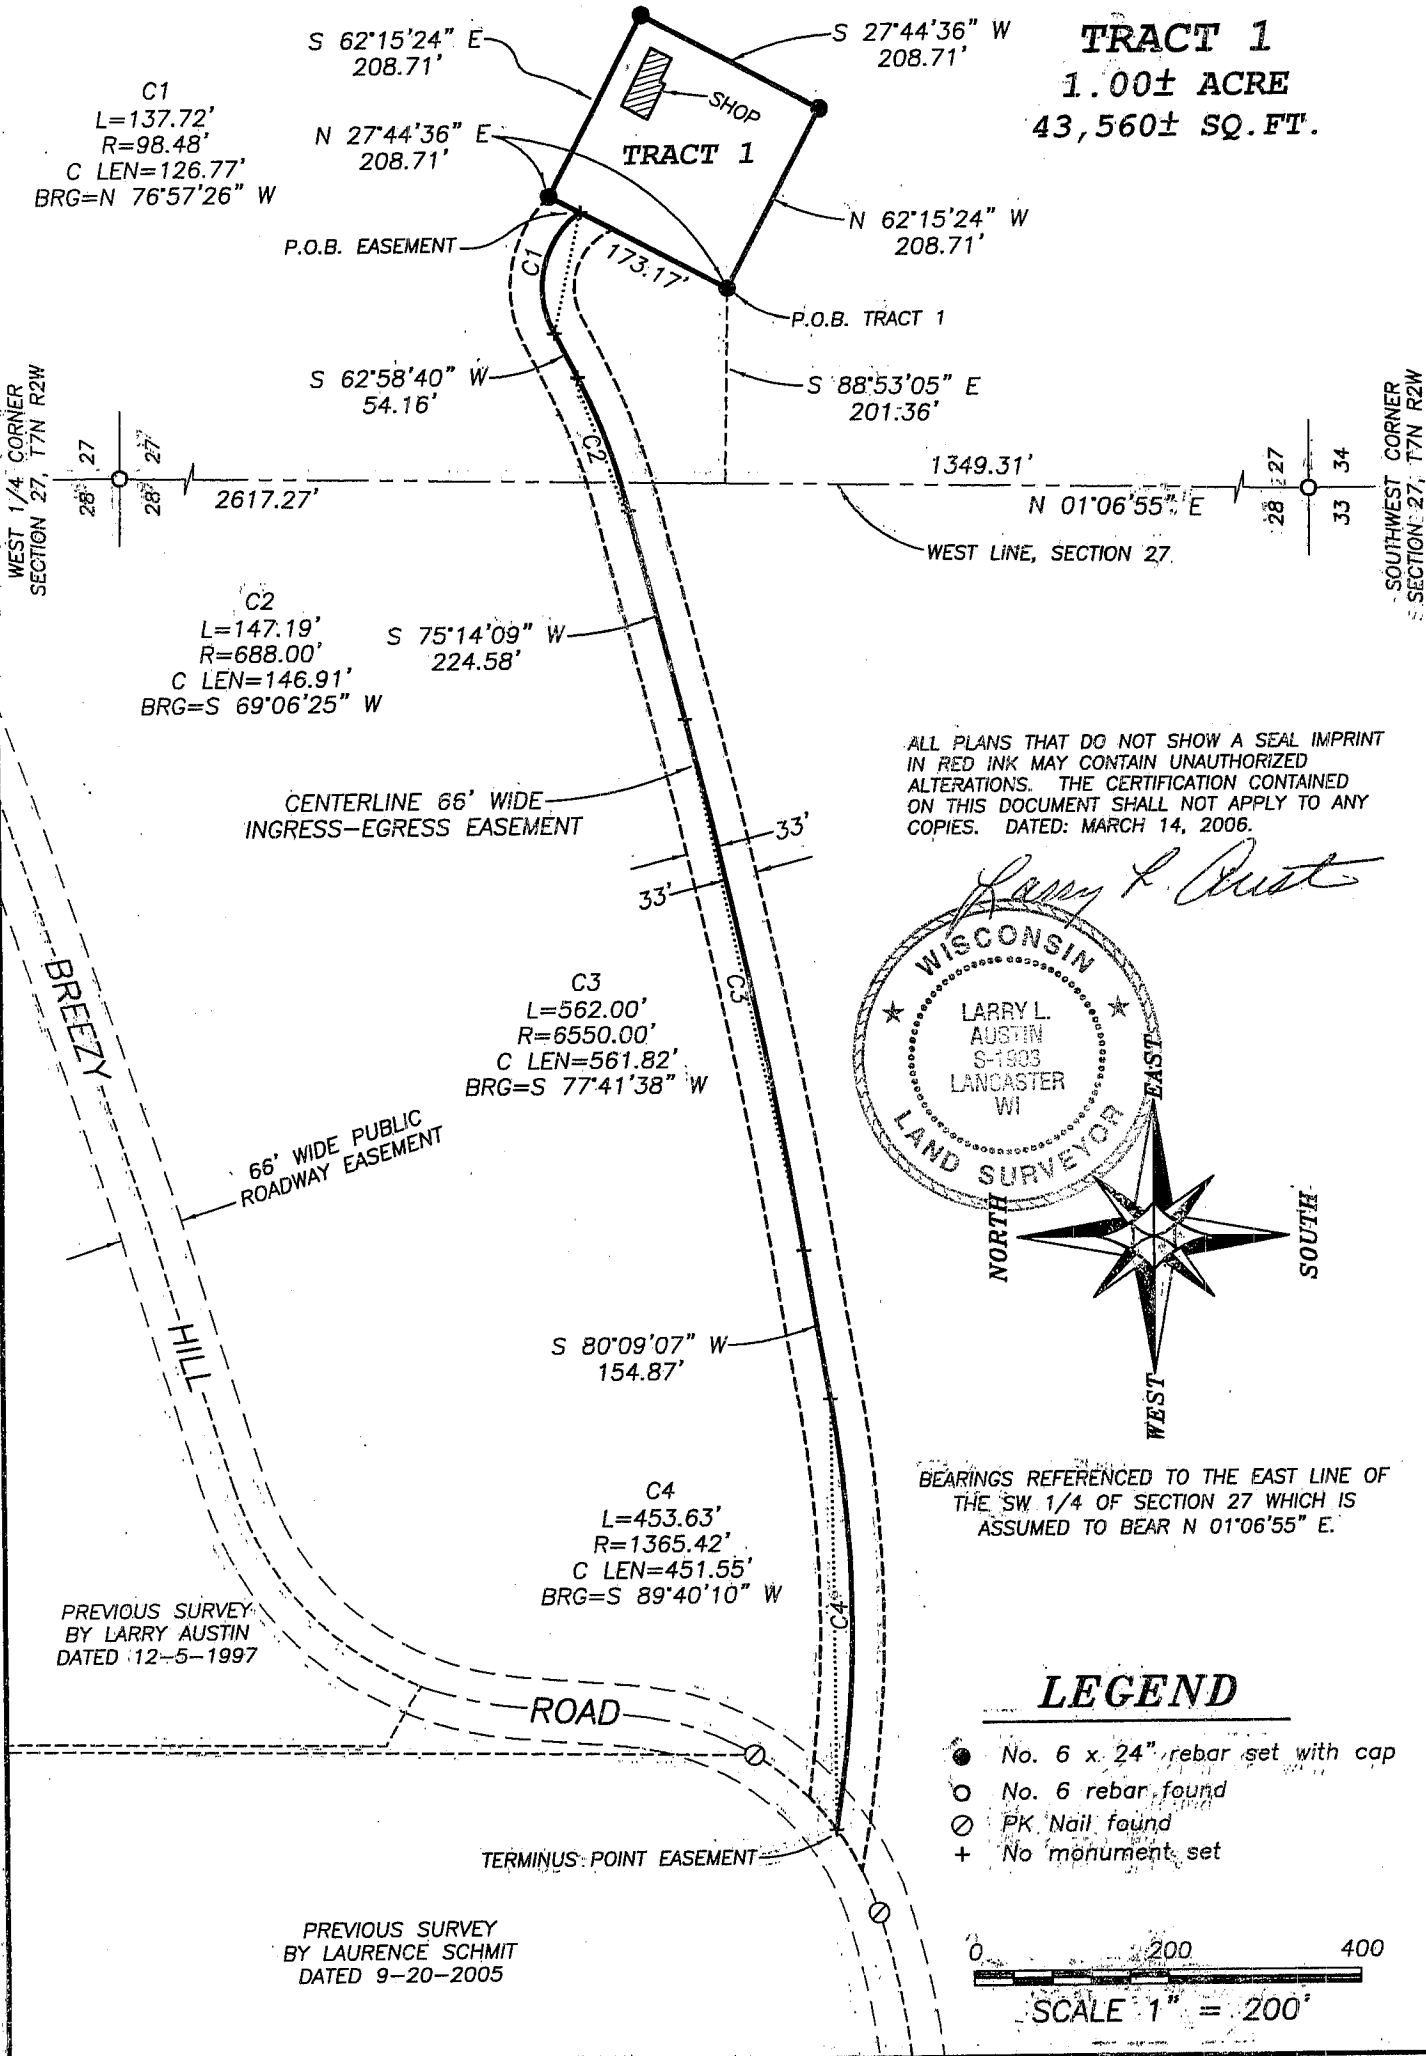 TRACT 1
1.00± ACRE
43,560± SQ.FT.
S 62°15'24" E
208.71'
S 27°44'36" W
208.71'
C1
L=137.72'
R=98.48'
C LEN=126.77'
BRG=N 76°57'26" W
N 27°44'36" E
208.71'
SHOP
TRACT 1
N 62°15'24" W
208.71'
P.O.B. EASEMENT
C1
173.17'
P.O.B. TRACT 1
S 62°58'40" W
54.16'
S 88°53'05" E
201.36'
C2
WEST 1/4 CORNER
SECTION 27, T7N R2W
28 27
28 27
2617.27'
1349.31'
N 01°06'55" E
28 27
33 34
SOUTHWEST CORNER
SECTION 27, T7N R2W
WEST LINE, SECTION 27
C2
L=147.19'
R=688.00'
C LEN=146.91'
BRG=S 69°06'25" W
S 75°14'09" W
224.58'
ALL PLANS THAT DO NOT SHOW A SEAL IMPRINT
IN RED INK MAY CONTAIN UNAUTHORIZED
ALTERATIONS. THE CERTIFICATION CONTAINED
ON THIS DOCUMENT SHALL NOT APPLY TO ANY
COPIES. DATED: MARCH 14, 2006.
CENTERLINE 66' WIDE
INGRESS-EGRESS EASEMENT
33'
33'
Larry L. Austin
WISCONSIN
LARRY L.
AUSTIN
S-1903
LANCASTER
WI
LAND SURVEYOR
C3
C3
L=562.00'
R=6550.00'
C LEN=561.82'
BRG=S 77°41'38" W
BREEZY
66' WIDE PUBLIC
ROADWAY EASEMENT
EAST
NORTH
SOUTH
WEST
HILL
S 80°09'07" W
154.87'
BEARINGS REFERENCED TO THE EAST LINE OF
THE SW 1/4 OF SECTION 27 WHICH IS
ASSUMED TO BEAR N 01°06'55" E.
C4
L=453.63'
R=1365.42'
C LEN=451.55'
BRG=S 89°40'10" W
C4
PREVIOUS SURVEY
BY LARRY AUSTIN
DATED 12-5-1997
ROAD
LEGEND
No. 6 x 24" rebar set with cap
No. 6 rebar found
PK Nail found
+ No monument set
TERMINUS POINT EASEMENT
PREVIOUS SURVEY
BY LAURENCE SCHMIT
DATED 9-20-2005
0 200 400
SCALE 1" = 200'